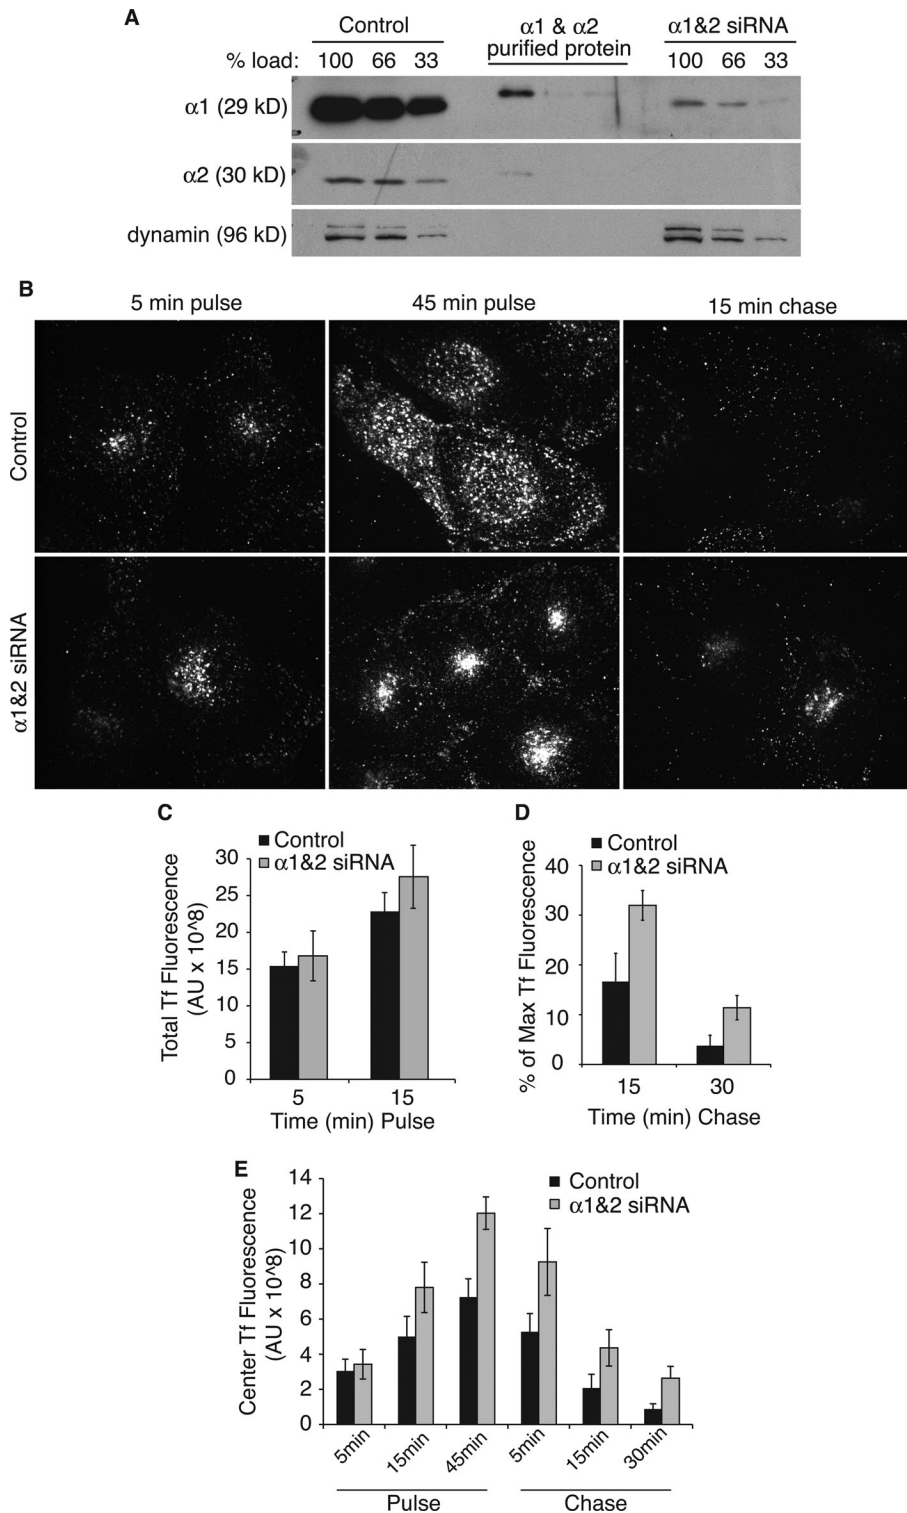 A
Control
α1 & α2
purified protein
α1&2 siRNA
% load: 100 66 33 100 66 33
α1 (29 kD)
α2 (30 kD)
dynamin (96 kD)
B
5 min pulse
45 min pulse
15 min chase
Control
α1&2 siRNA
C
Control
α1&2 siRNA
Total Tf Fluorescence
(AU x 10^8)
30
25
20
15
10
5
0
5 15
Time (min) Pulse
D
Control
α1&2 siRNA
% of Max Tf Fluorescence
40
30
20
10
0
15 30
Time (min) Chase
E
Control
α1&2 siRNA
Center Tf Fluorescence
(AU x 10^8)
14
12
10
8
6
4
2
0
5min 15min 45min 5min 15min 30min
Pulse Chase